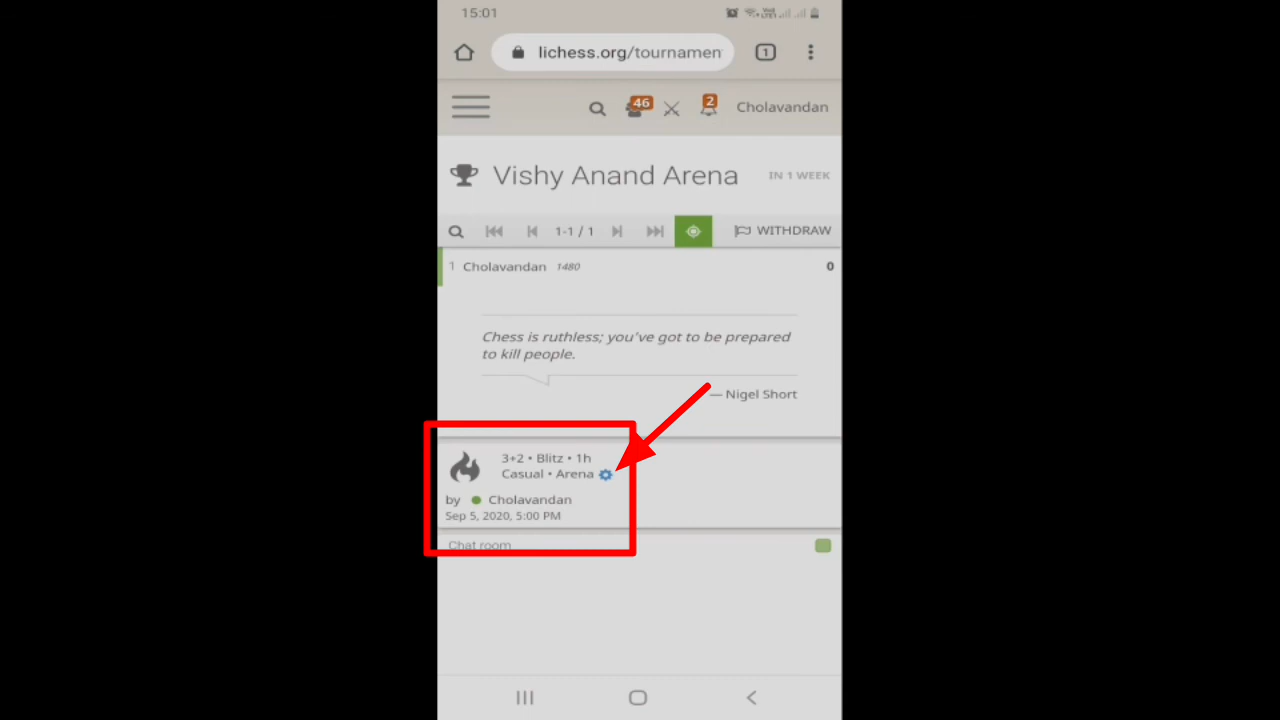 15:01
lichess.org/tournamen
1
46
2
Cholavandan
Vishy Anand Arena
IN 1 WEEK
1-1 / 1
WITHDRAW
1 Cholavandan 1480 0
Chess is ruthless; you've got to be prepared
to kill people.
— Nigel Short
3+2 • Blitz • 1h
Casual • Arena
by Cholavandan
Sep 5, 2020, 5:00 PM
Chat room